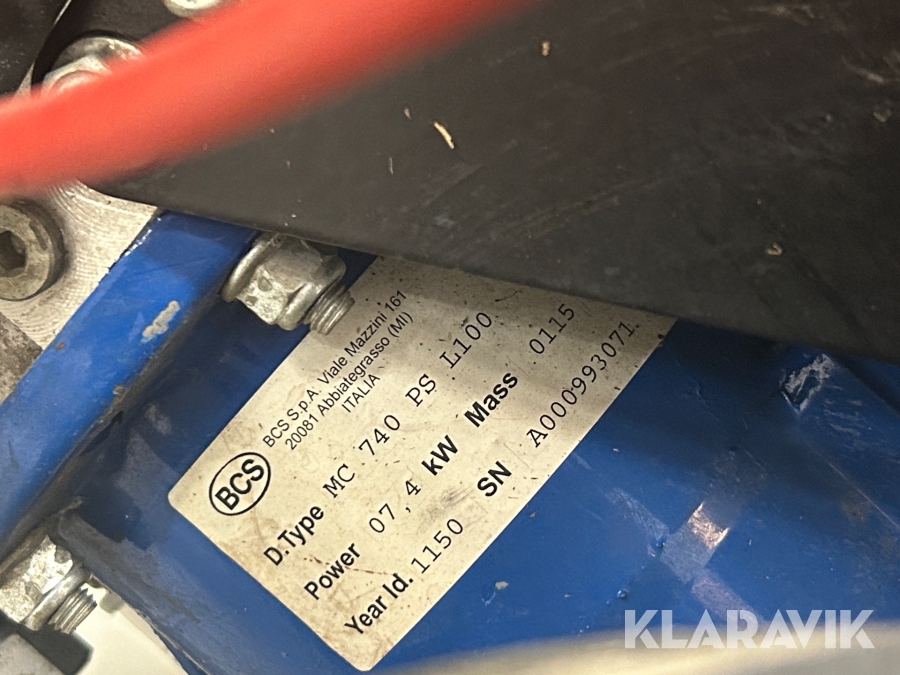 BCS
BCS S.p.A. Viale Mazzini 161
20081 Abbiategrasso (MI)
ITALIA
D.Type MC 740 PS L100
Power 07,4 kW Mass 0115
Year Id. 1150 SN A000993071
KLARAVIK